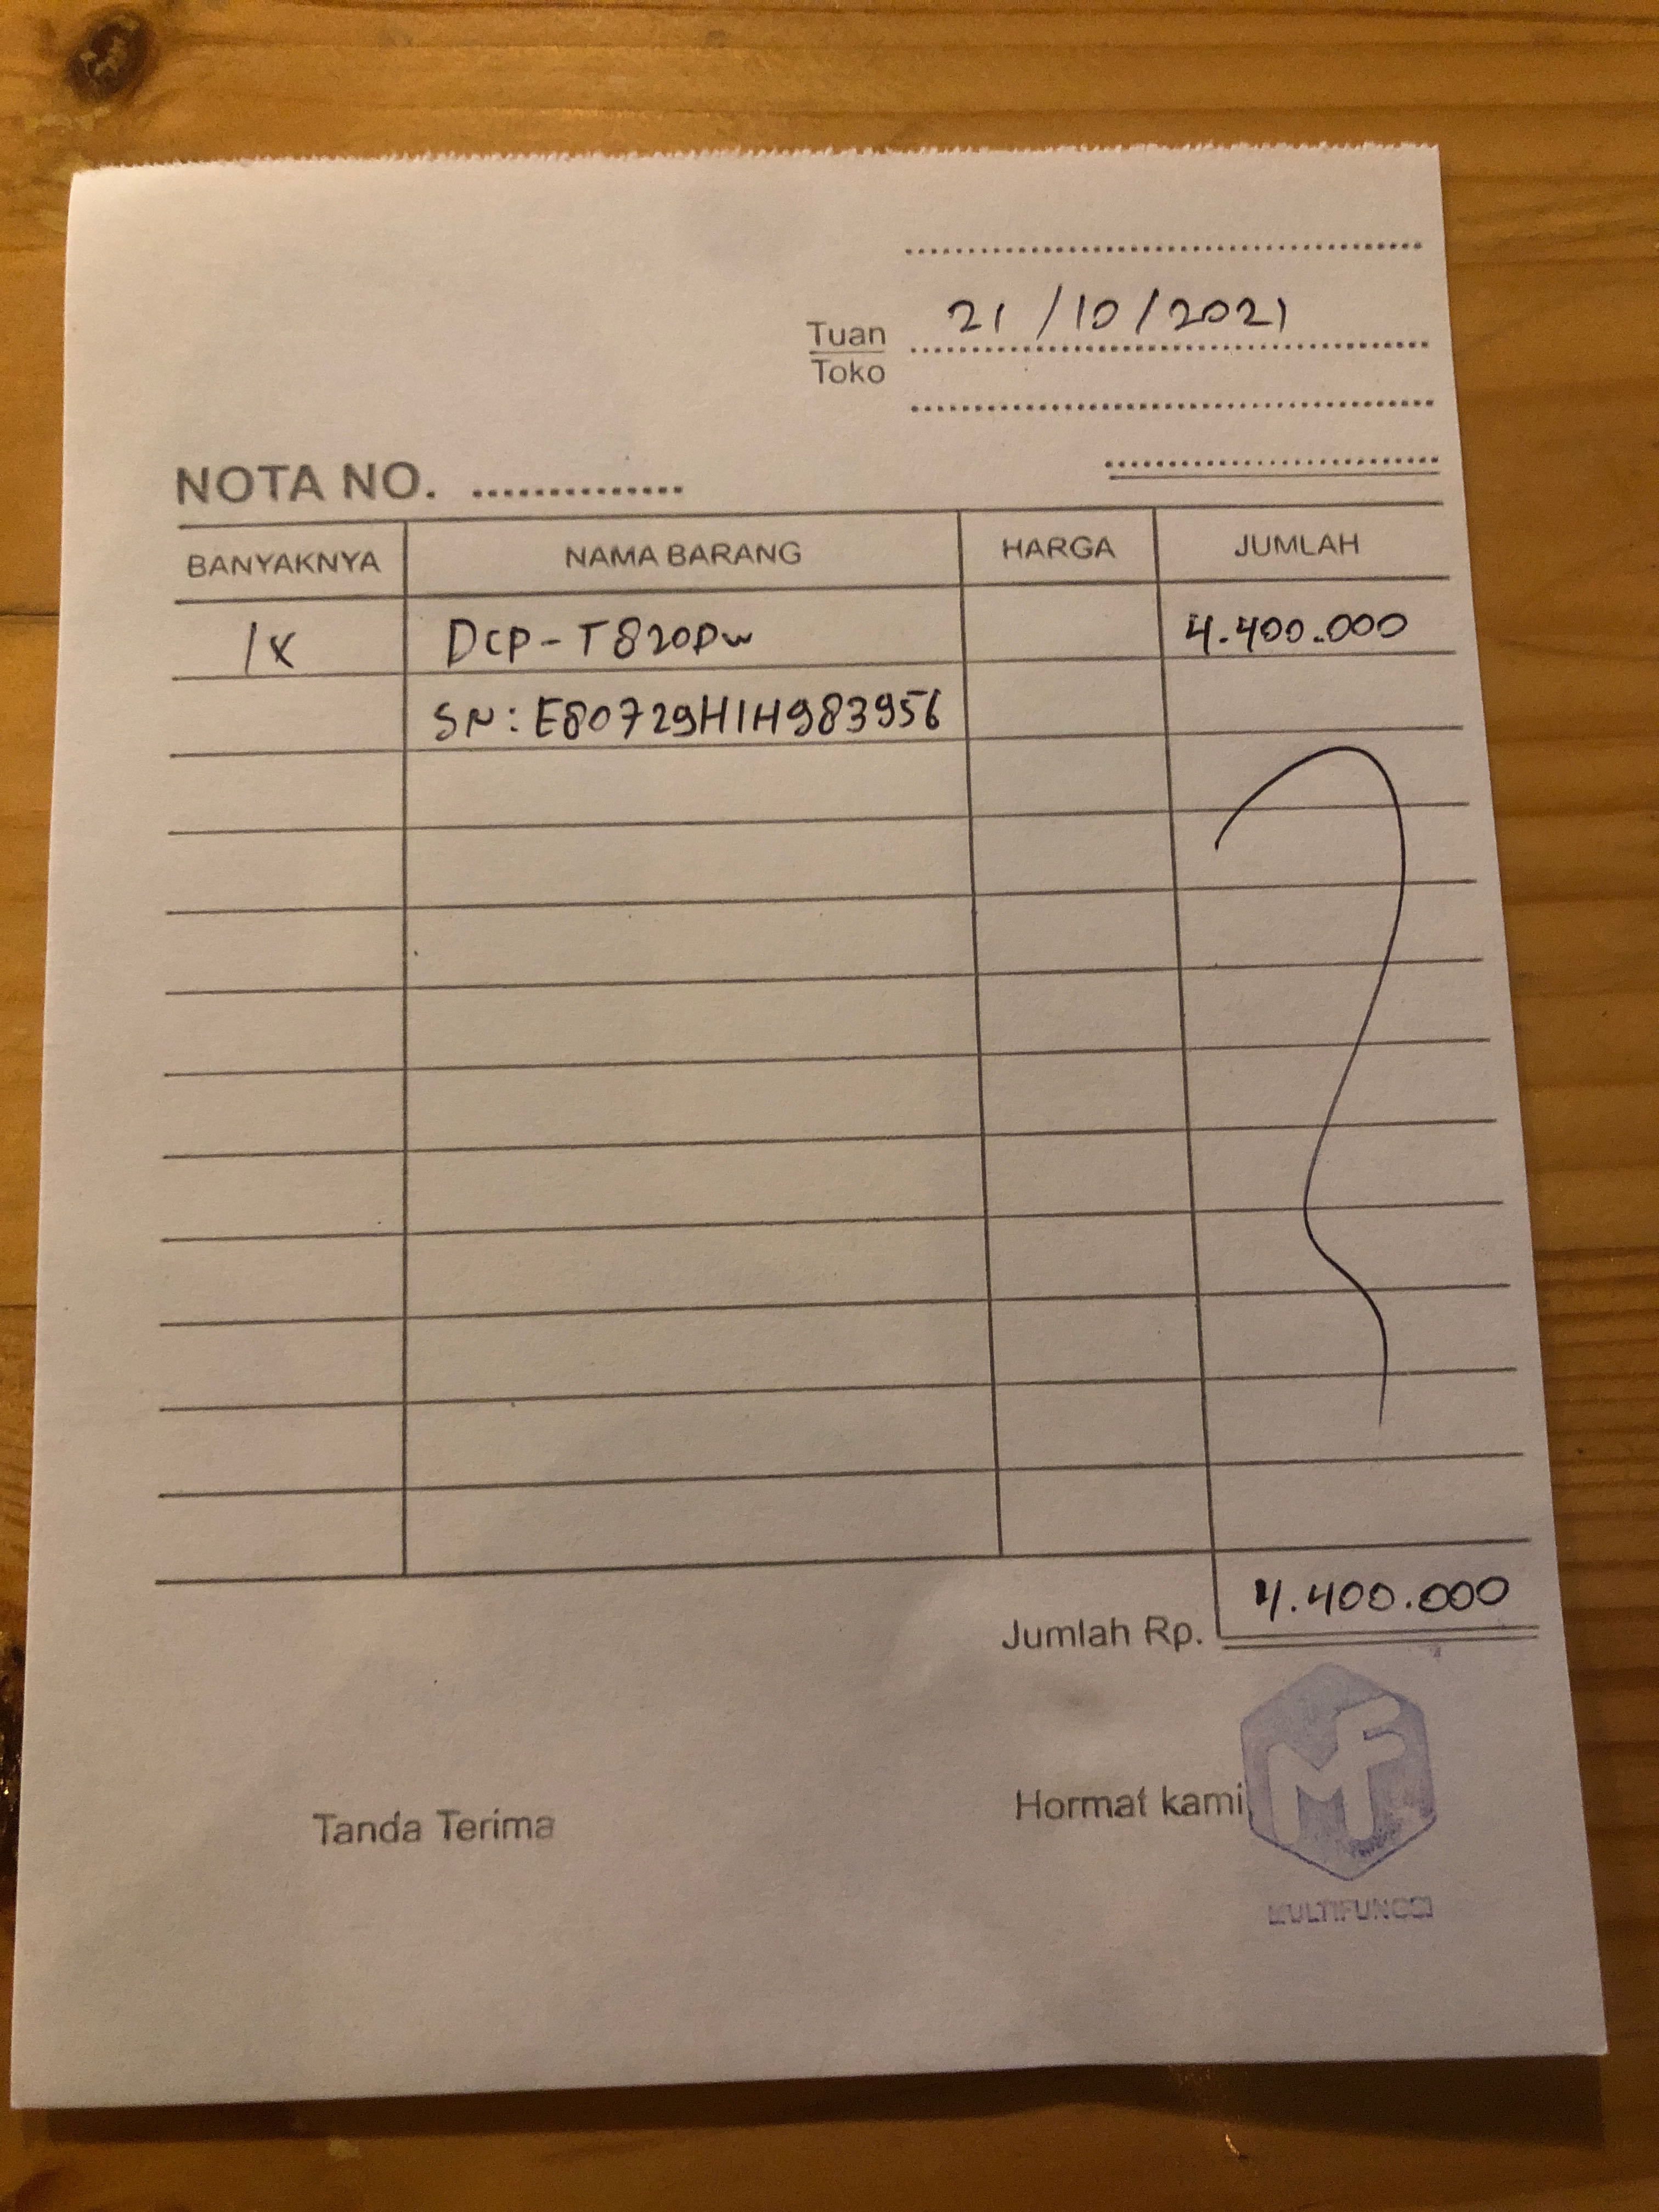 21/10/2021
Tuan
Toko
NOTA NO. ..............
BANYAKNYA NAMA BARANG HARGA JUMLAH
1x DCP-T820DW 4.400.000
SN: E80729H1H983956
Jumlah Rp. 4.400.000
Tanda Terima Hormat kami
MF
MULTIFUNGSI